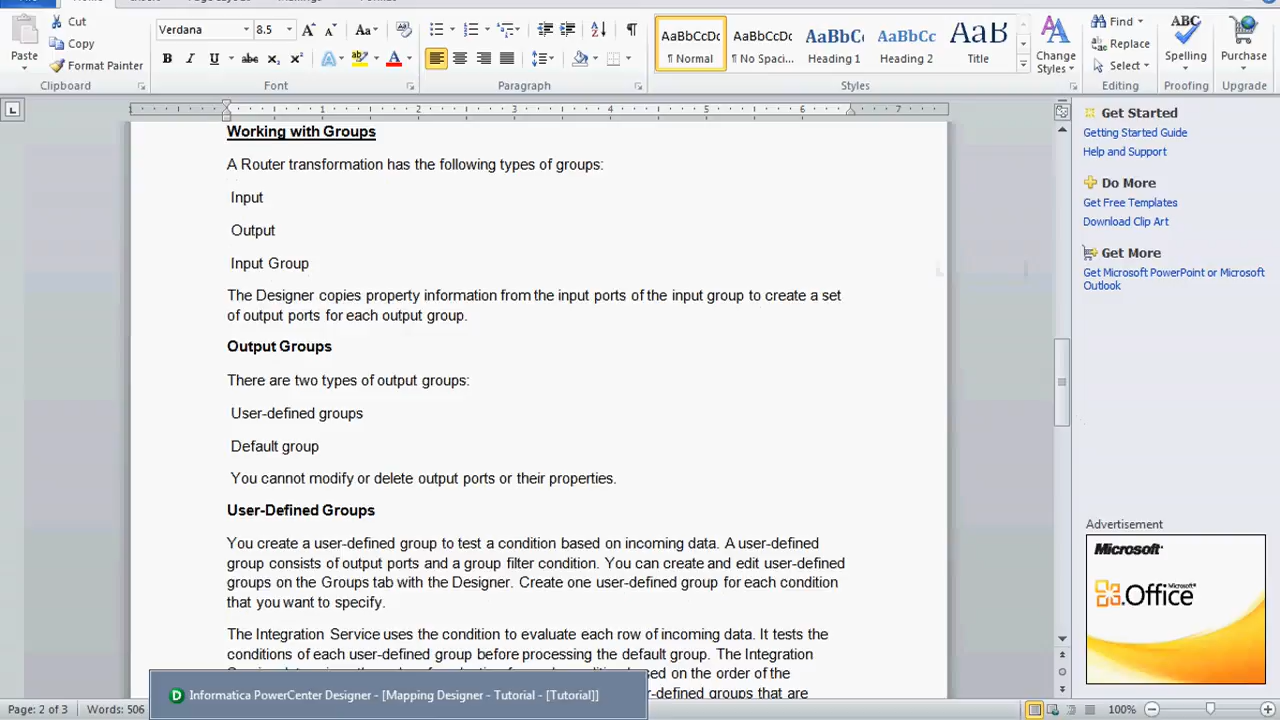 Cut
Copy
Format Painter
Paste
Clipboard
Verdana
8.5
Font
Paragraph
AaBbCcDc AaBbCcDc AaBbCc AaBbCc AaB
¶ Normal ¶ No Spaci... Heading 1 Heading 2 Title
Change
Styles
Styles
Find
Replace
Select
Editing
ABC
Spelling
Proofing
Purchase
Upgrade
Working with Groups
A Router transformation has the following types of groups:
Input
Output
Input Group
The Designer copies property information from the input ports of the input group to create a set
of output ports for each output group.
Output Groups
There are two types of output groups:
User-defined groups
Default group
You cannot modify or delete output ports or their properties.
User-Defined Groups
You create a user-defined group to test a condition based on incoming data. A user-defined
group consists of output ports and a group filter condition. You can create and edit user-defined
groups on the Groups tab with the Designer. Create one user-defined group for each condition
that you want to specify.
The Integration Service uses the condition to evaluate each row of incoming data. It tests the
conditions of each user-defined group before processing the default group. The Integration
based on the order of the
user-defined groups that are
Get Started
Getting Started Guide
Help and Support
Do More
Get Free Templates
Download Clip Art
Get More
Get Microsoft PowerPoint or Microsoft
Outlook
Advertisement
Microsoft
Office
Informatica PowerCenter Designer - [Mapping Designer - Tutorial - [Tutorial]]
Page: 2 of 3 Words: 506
100%